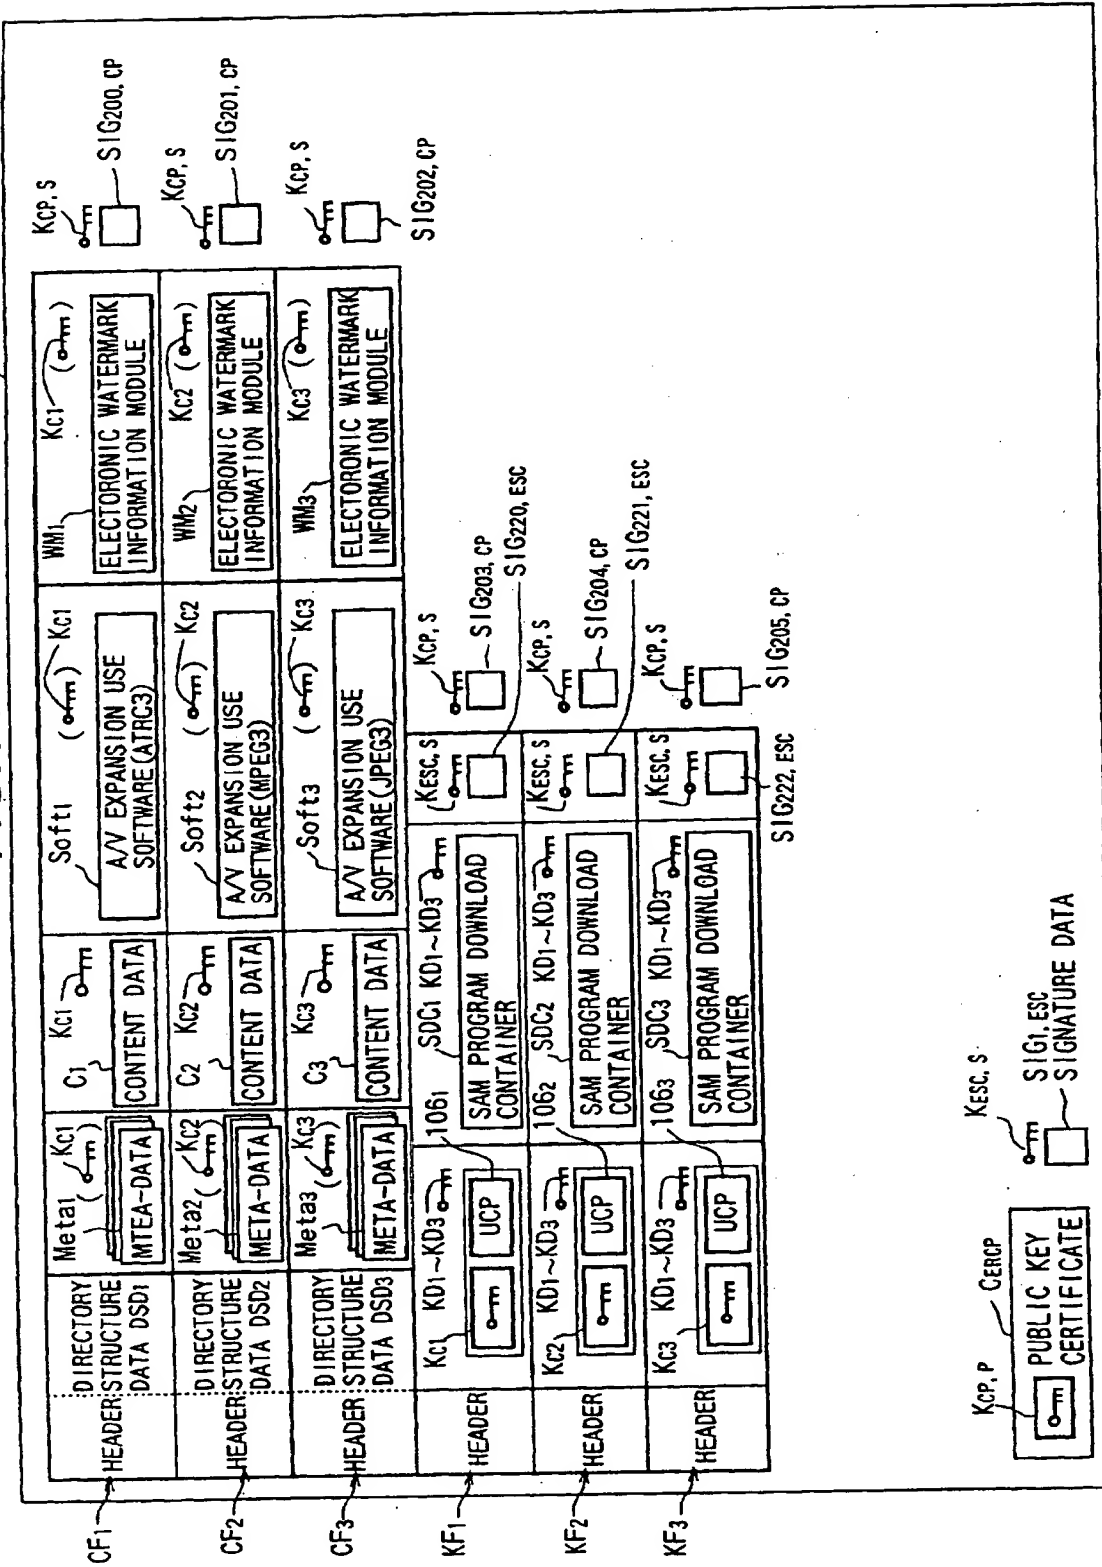 CF1
HEADER
DIRECTORY
STRUCTURE
DATA DSD1
Meta1
KC1
MTEA-DATA
C1
KC1
CONTENT DATA
Soft1
KC1
A/V EXPANSION USE
SOFTWARE(ATRC3)
WM1
KC1
ELECTORONIC WATERMARK
INFORMATION MODULE
KCP, S
SIG200, CP
CF2
HEADER
DIRECTORY
STRUCTURE
DATA DSD2
Meta2
KC2
META-DATA
C2
KC2
CONTENT DATA
Soft2
KC2
A/V EXPANSION USE
SOFTWARE(MPEG3)
WM2
KC2
ELECTORONIC WATERMARK
INFORMATION MODULE
KCP, S
SIG201, CP
CF3
HEADER
DIRECTORY
STRUCTURE
DATA DSD3
Meta3
KC3
META-DATA
C3
KC3
CONTENT DATA
Soft3
KC3
A/V EXPANSION USE
SOFTWARE(JPEG3)
WM3
KC3
ELECTORONIC WATERMARK
INFORMATION MODULE
KCP, S
SIG202, CP
KF1
HEADER
KC1
KD1~KD3
UCP
1061
SDC1
KD1~KD3
SAM PROGRAM DOWNLOAD
CONTAINER
KESC, S
KCP, S
SIG203, CP
SIG220, ESC
KF2
HEADER
KC2
KD1~KD3
UCP
1062
SDC2
KD1~KD3
SAM PROGRAM DOWNLOAD
CONTAINER
KESC, S
KCP, S
SIG204, CP
SIG221, ESC
KF3
HEADER
KC3
KD1~KD3
UCP
1063
SDC3
KD1~KD3
SAM PROGRAM DOWNLOAD
CONTAINER
KESC, S
KCP, S
SIG205, CP
SIG222, ESC
KCP, P
CERCP
PUBLIC KEY
CERTIFICATE
KESC, S
SIG1, ESC
SIGNATURE DATA